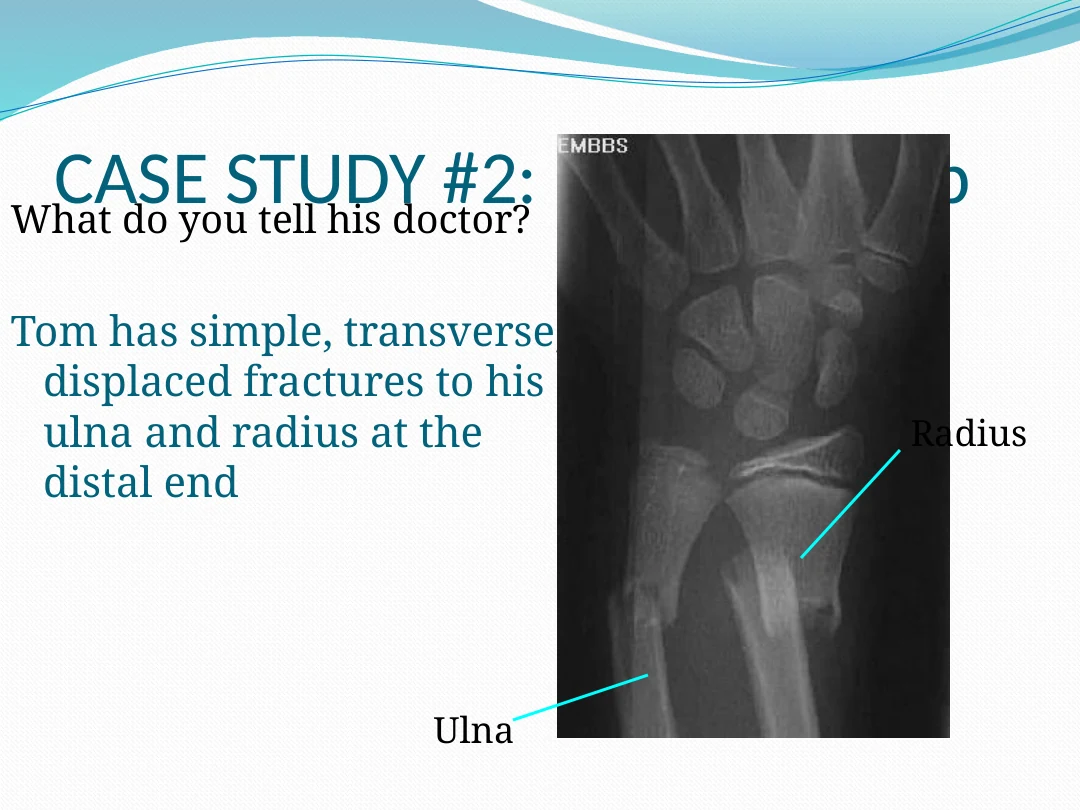 CASE STUDY #2:
What do you tell his doctor?
Tom has simple, transverse,
displaced fractures to his
ulna and radius at the
distal end
EMBBS
Radius
Ulna